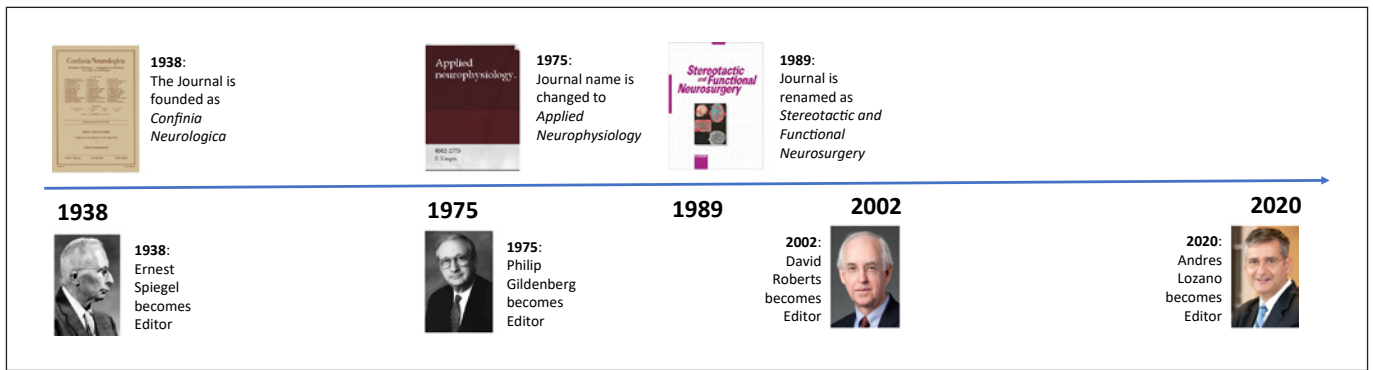 Confinia Neurologica
1938:
The Journal is
founded as
Confinia
Neurologica
Applied
neurophysiology.
S. Karger
1975:
Journal name is
changed to
Applied
Neurophysiology
Stereotactic
and Functional
Neurosurgery
1989:
Journal is
renamed as
Stereotactic and
Functional
Neurosurgery
1938
1975
1989
2002
2020
1938:
Ernest
Spiegel
becomes
Editor
1975:
Philip
Gildenberg
becomes
Editor
2002:
David
Roberts
becomes
Editor
2020:
Andres
Lozano
becomes
Editor